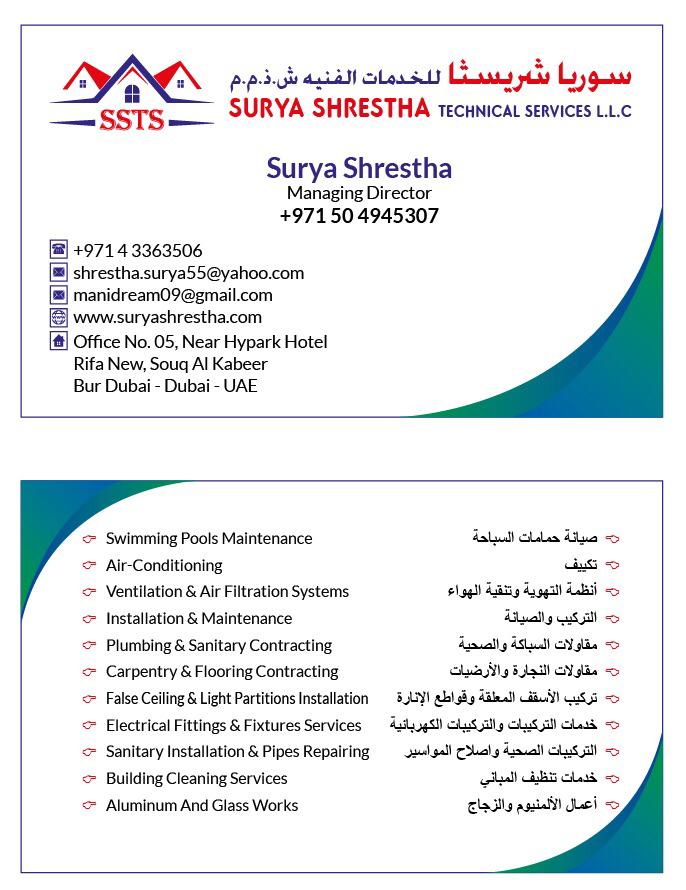 سوريا شريستا للخدمات الفنيه ش.ذ.م.م
SSTS
SURYA SHRESTHA TECHNICAL SERVICES L.L.C
Surya Shrestha
Managing Director
+971 50 4945307
+971 4 3363506
shrestha.surya55@yahoo.com
manidream09@gmail.com
www.suryashrestha.com
Office No. 05, Near Hypark Hotel
Rifa New, Souq Al Kabeer
Bur Dubai - Dubai - UAE
Swimming Pools Maintenance صيانة حمامات السباحة
Air-Conditioning تكييف
Ventilation & Air Filtration Systems أنظمة التهوية وتنقية الهواء
Installation & Maintenance التركيب والصيانة
Plumbing & Sanitary Contracting مقاولات السباكة والصحية
Carpentry & Flooring Contracting مقاولات النجارة والأرضيات
False Ceiling & Light Partitions Installation تركيب الأسقف المعلقة وقواطع الإنارة
Electrical Fittings & Fixtures Services خدمات التركيبات والتركيبات الكهربائية
Sanitary Installation & Pipes Repairing التركيبات الصحية واصلاح المواسير
Building Cleaning Services خدمات تنظيف المباني
Aluminum And Glass Works أعمال الألمنيوم والزجاج